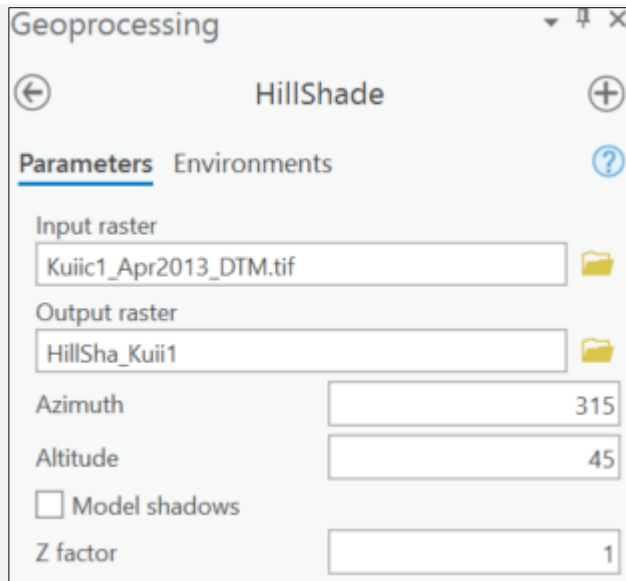 Geoprocessing
HillShade
Parameters Environments
Input raster
Kuiic1_Apr2013_DTM.tif
Output raster
HillSha_Kuii1
Azimuth 315
Altitude 45
Model shadows
Z factor 1